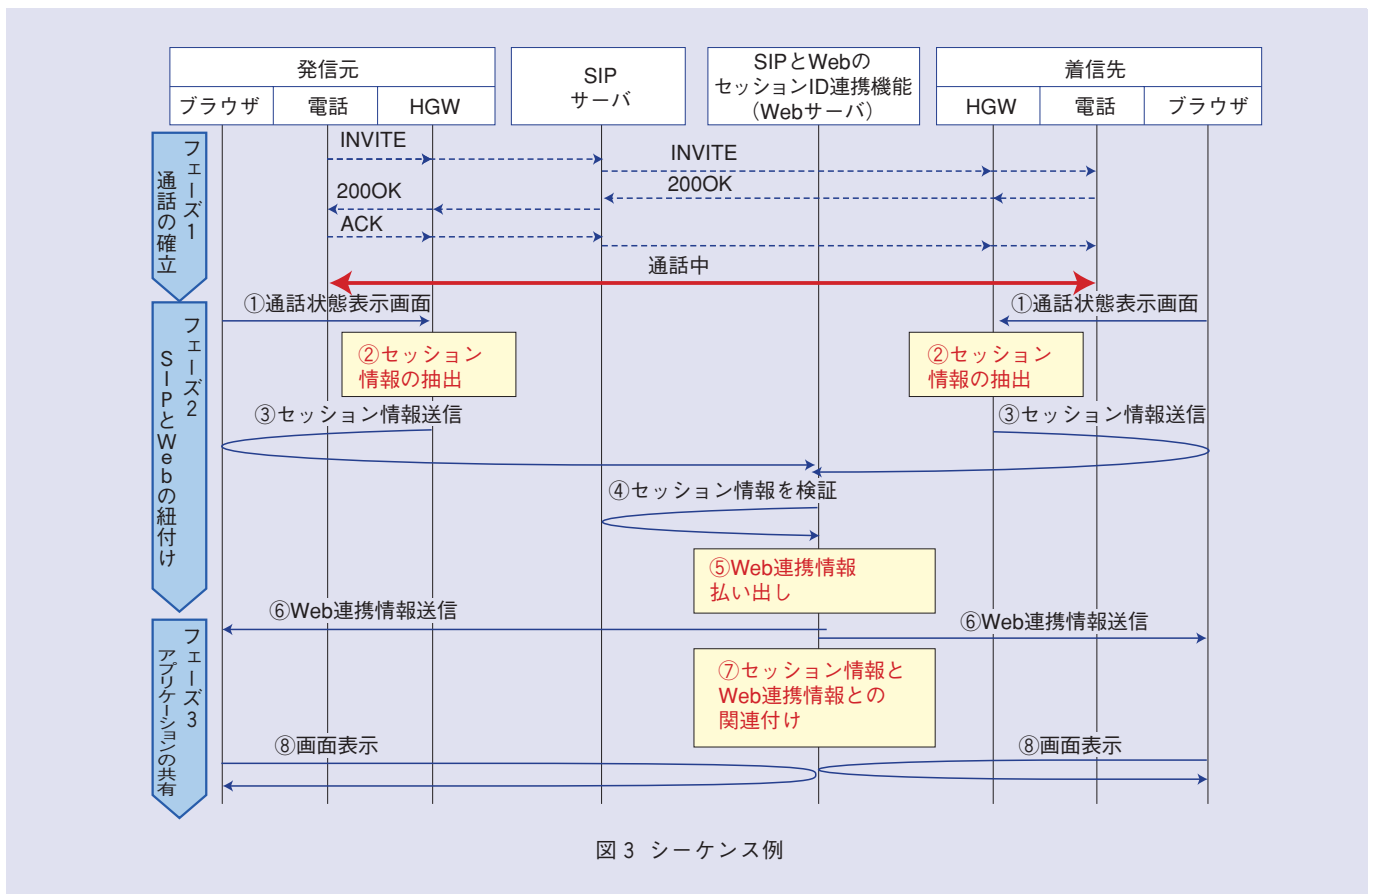 発信元
ブラウザ
電話
HGW
SIP
サーバ
SIPとWebの
セッションID連携機能
(Webサーバ)
着信先
HGW
電話
ブラウザ
フェーズ1
通話の確立
INVITE
INVITE
200OK
200OK
ACK
通話中
フェーズ2
SIPとWebの紐付け
①通話状態表示画面
①通話状態表示画面
②セッション
情報の抽出
②セッション
情報の抽出
③セッション情報送信
③セッション情報送信
④セッション情報を検証
⑤Web連携情報
払い出し
フェーズ3
アプリケーションの共有
⑥Web連携情報送信
⑥Web連携情報送信
⑦セッション情報と
Web連携情報との
関連付け
⑧画面表示
⑧画面表示
図3 シーケンス例